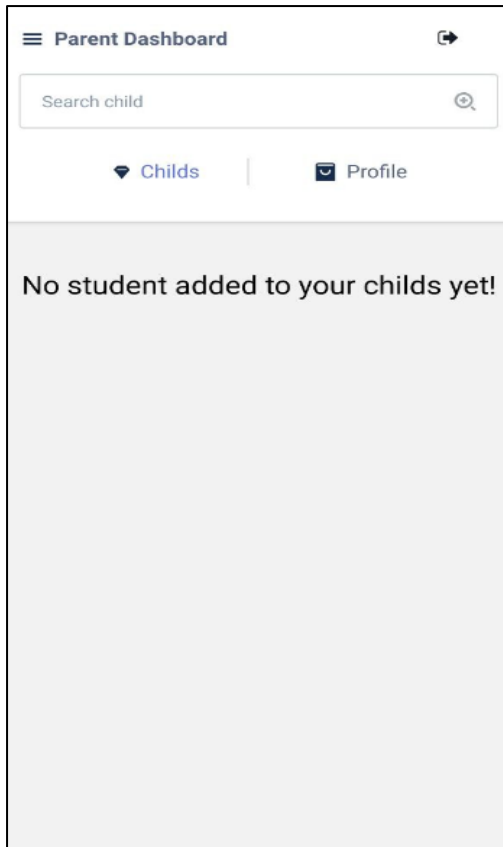 Parent Dashboard
Search child
Childs
Profile
No student added to your childs yet!